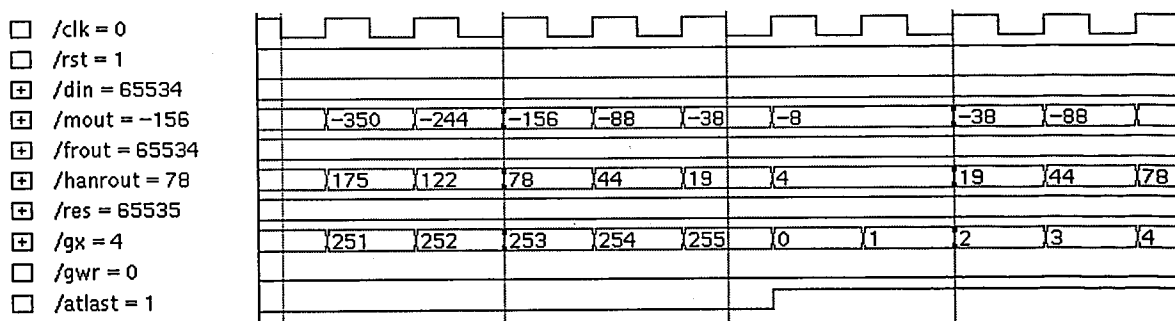 /clk = 0
/rst = 1
/din = 65534
/mout = −156 −350 −244 −156 −88 −38 −8 −38 −88
/frout = 65534
/hanrout = 78 175 122 78 44 19 4 19 44 78
/res = 65535
/gx = 4 251 252 253 254 255 0 1 2 3 4
/gwr = 0
/atlast = 1